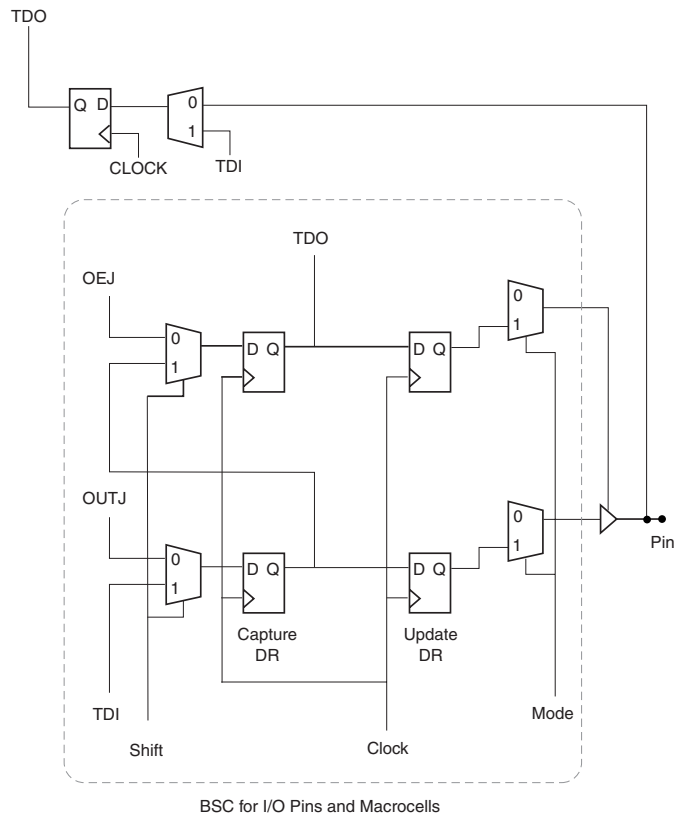 TDO
Q D
0
1
CLOCK
TDI
TDO
OEJ
0
1
D Q
D Q
0
1
OUTJ
0
1
D Q
D Q
0
1
Pin
Capture
DR
Update
DR
TDI
Shift
Clock
Mode
BSC for I/O Pins and Macrocells